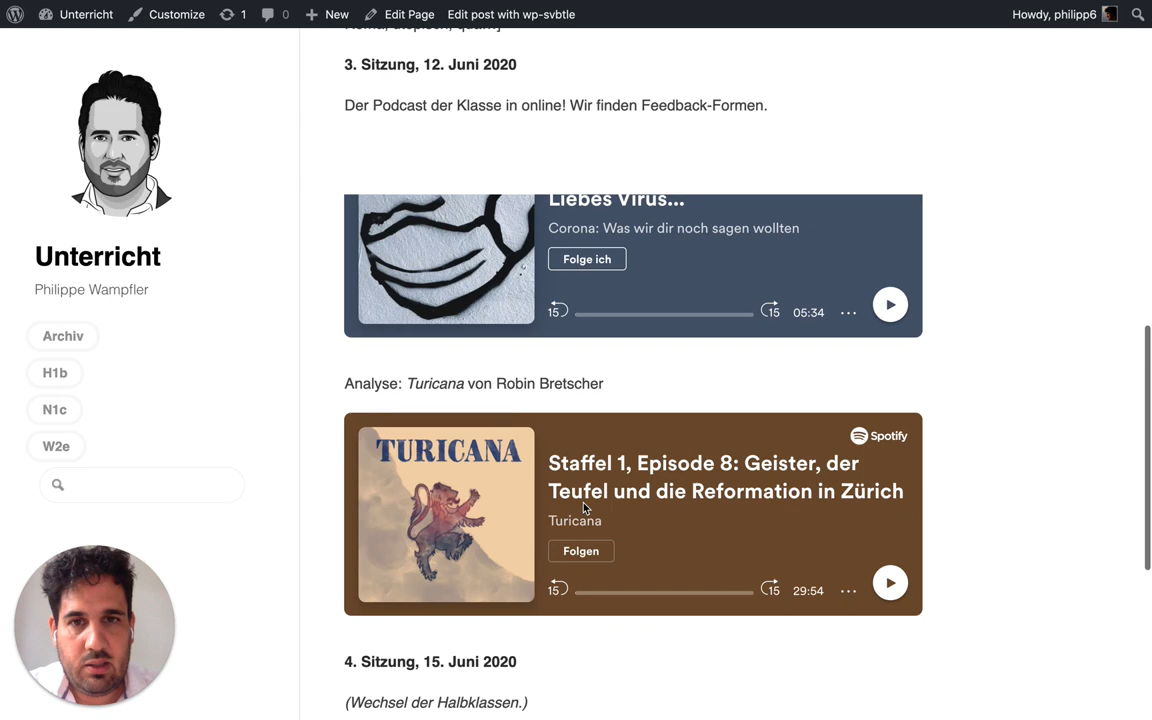 Unterricht Customize 1 0 New Edit Page Edit post with wp-svbtle Howdy, philipp6
3. Sitzung, 12. Juni 2020
Der Podcast der Klasse in online! Wir finden Feedback-Formen.
Unterricht
Philippe Wampfler
Archiv
H1b
N1c
W2e
Liebes Virus...
Corona: Was wir dir noch sagen wollten
Folge ich
15 15 05:34 ...
Analyse: Turicana von Robin Bretscher
TURICANA
Spotify
Staffel 1, Episode 8: Geister, der
Teufel und die Reformation in Zürich
Turicana
Folgen
15 15 29:54 ...
4. Sitzung, 15. Juni 2020
(Wechsel der Halbklassen.)